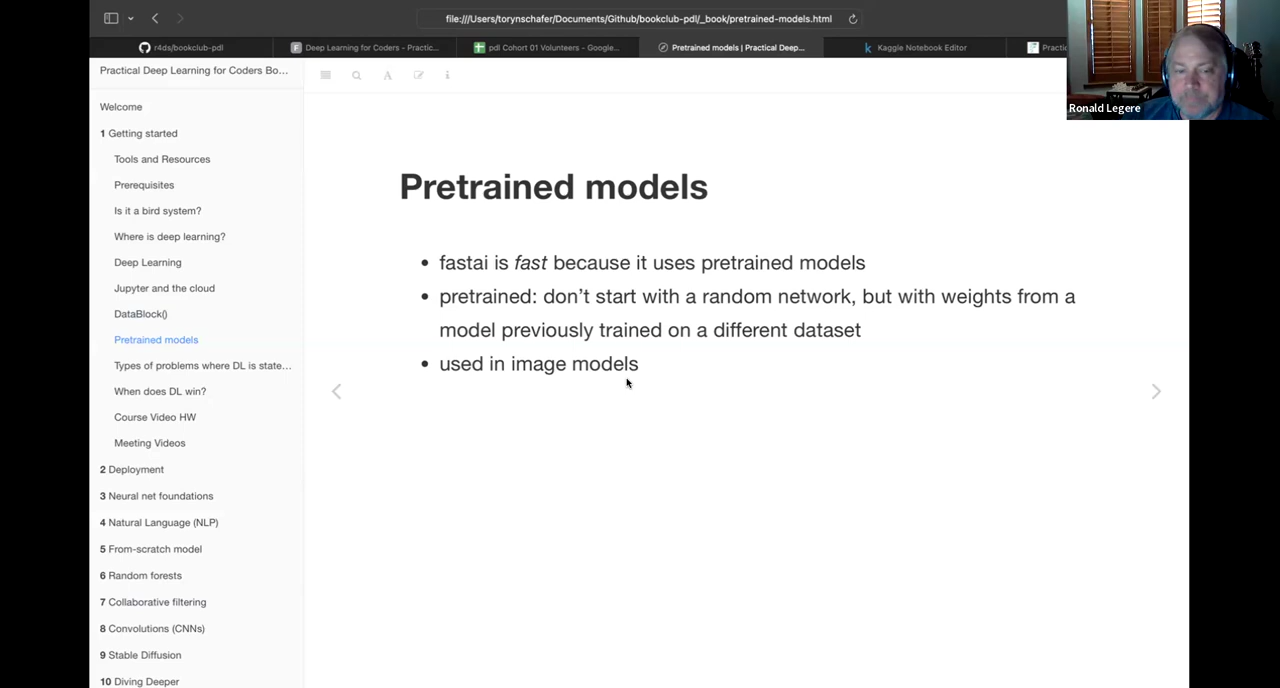 file:///Users/torynschafer/Documents/Github/bookclub-pdl/_book/pretrained-models.html
r4ds/bookclub-pdl
Deep Learning for Coders - Practic...
pdl Cohort 01 Volunteers - Google...
Pretrained models | Practical Deep...
Kaggle Notebook Editor
Practic
Ronald Legere
Practical Deep Learning for Coders Bo...
Welcome
1 Getting started
Tools and Resources
Prerequisites
Is it a bird system?
Where is deep learning?
Deep Learning
Jupyter and the cloud
DataBlock()
Pretrained models
Types of problems where DL is state...
When does DL win?
Course Video HW
Meeting Videos
2 Deployment
3 Neural net foundations
4 Natural Language (NLP)
5 From-scratch model
6 Random forests
7 Collaborative filtering
8 Convolutions (CNNs)
9 Stable Diffusion
10 Diving Deeper
Pretrained models
• fastai is fast because it uses pretrained models
• pretrained: don't start with a random network, but with weights from a
model previously trained on a different dataset
• used in image models